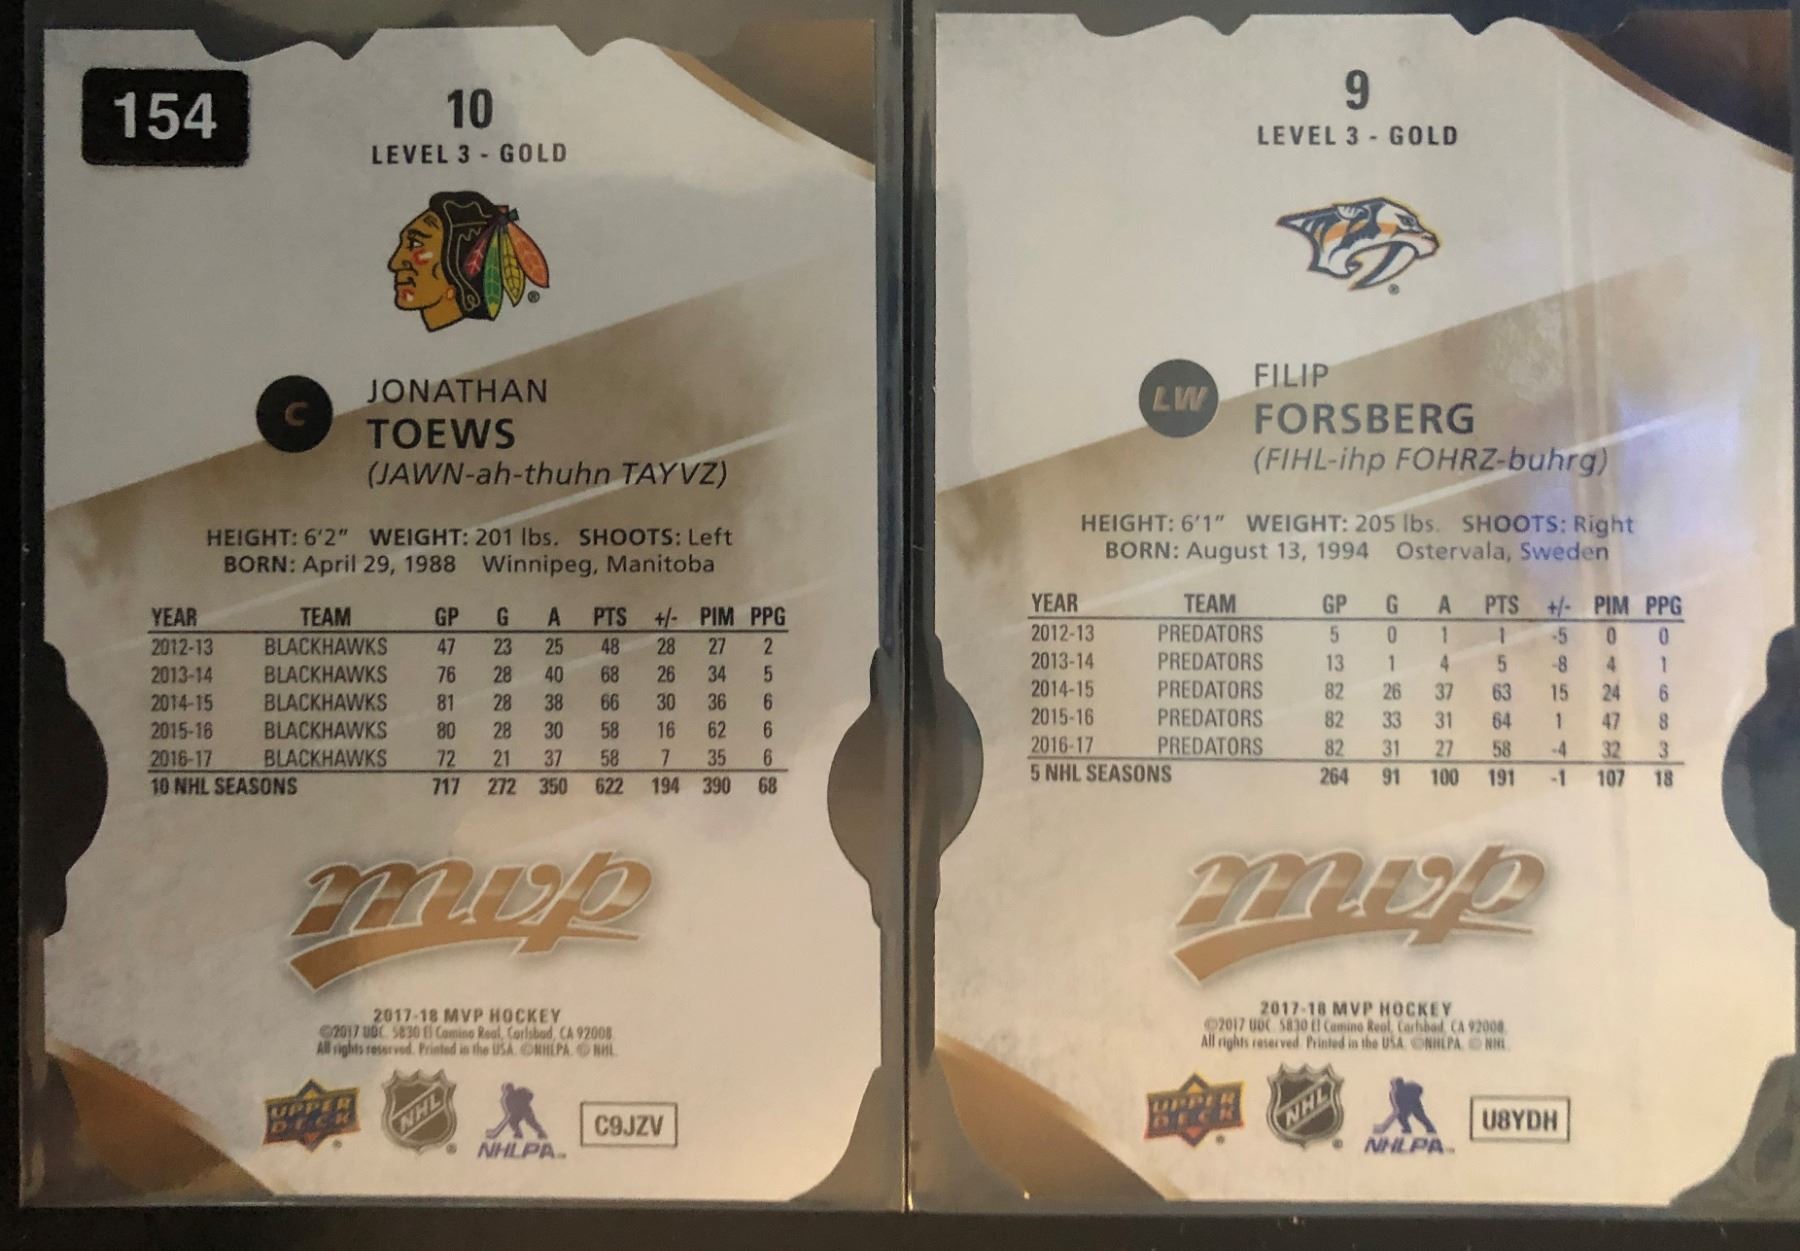 154
10
LEVEL 3 - GOLD
C
JONATHAN
TOEWS
(JAWN-ah-thuhn TAYVZ)
HEIGHT: 6'2" WEIGHT: 201 lbs. SHOOTS: Left
BORN: April 29, 1988 Winnipeg, Manitoba
YEAR TEAM GP G A PTS +/- PIM PPG
2012-13 BLACKHAWKS 47 23 25 48 28 27 2
2013-14 BLACKHAWKS 76 28 40 68 26 34 5
2014-15 BLACKHAWKS 81 28 38 66 30 36 6
2015-16 BLACKHAWKS 80 28 30 58 16 62 6
2016-17 BLACKHAWKS 72 21 37 58 7 35 6
10 NHL SEASONS 717 272 350 622 194 390 68
mvp
2017-18 MVP HOCKEY
©2017 UDC. 5830 El Camino Real, Carlsbad, CA 92008.
All rights reserved. Printed in the USA. ©NHLPA. © NHL.
UPPER
DECK
NHL
NHLPA
C9JZV
9
LEVEL 3 - GOLD
LW
FILIP
FORSBERG
(FIHL-ihp FOHRZ-buhrg)
HEIGHT: 6'1" WEIGHT: 205 lbs. SHOOTS: Right
BORN: August 13, 1994 Ostervala, Sweden
YEAR TEAM GP G A PTS +/- PIM PPG
2012-13 PREDATORS 5 0 1 1 -5 0 0
2013-14 PREDATORS 13 1 4 5 -8 4 1
2014-15 PREDATORS 82 26 37 63 15 24 6
2015-16 PREDATORS 82 33 31 64 1 47 8
2016-17 PREDATORS 82 31 27 58 -4 32 3
5 NHL SEASONS 264 91 100 191 -1 107 18
mvp
2017-18 MVP HOCKEY
©2017 UDC. 5830 El Camino Real, Carlsbad, CA 92008.
All rights reserved. Printed in the USA. ©NHLPA. © NHL.
UPPER
DECK
NHL
NHLPA
U8YDH